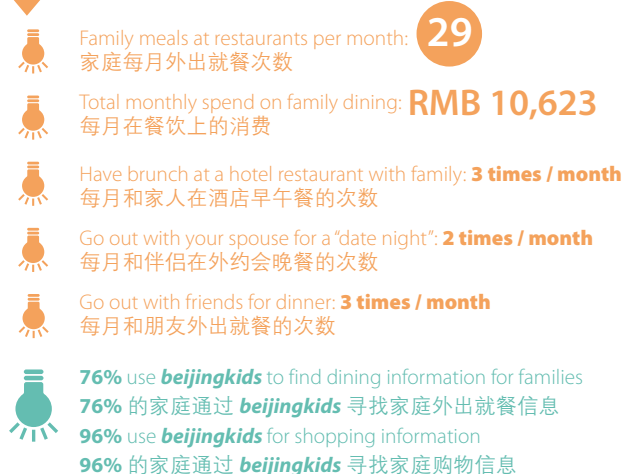 Family meals at restaurants per month: 29
家庭每月外出就餐次数
Total monthly spend on family dining: RMB 10,623
每月在餐饮上的消费
Have brunch at a hotel restaurant with family: 3 times / month
每月和家人在酒店早午餐的次数
Go out with your spouse for a “date night”: 2 times / month
每月和伴侣在外约会晚餐的次数
Go out with friends for dinner: 3 times / month
每月和朋友外出就餐的次数
76% use beijingkids to find dining information for families
76% 的家庭通过 beijingkids 寻找家庭外出就餐信息
96% use beijingkids for shopping information
96% 的家庭通过 beijingkids 寻找家庭购物信息